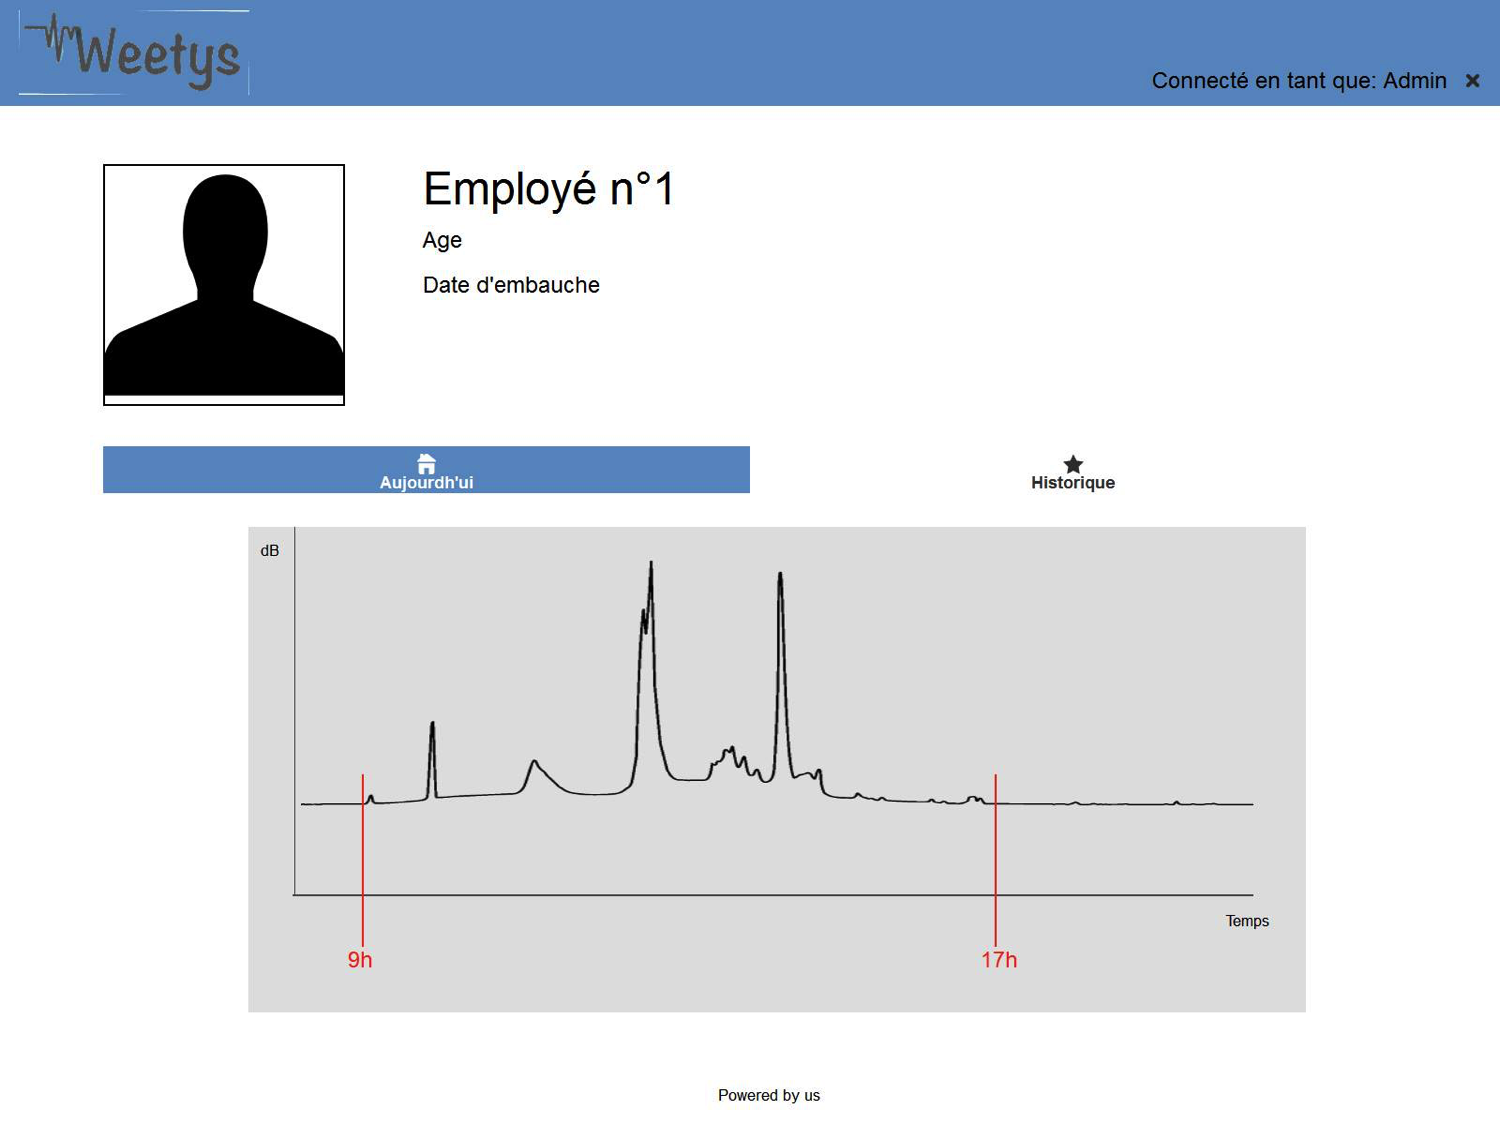 Weetys
Connecté en tant que: Admin
Employé n°1
Age
Date d'embauche
Aujourdh'ui
Historique
dB
Temps
9h
17h
Powered by us